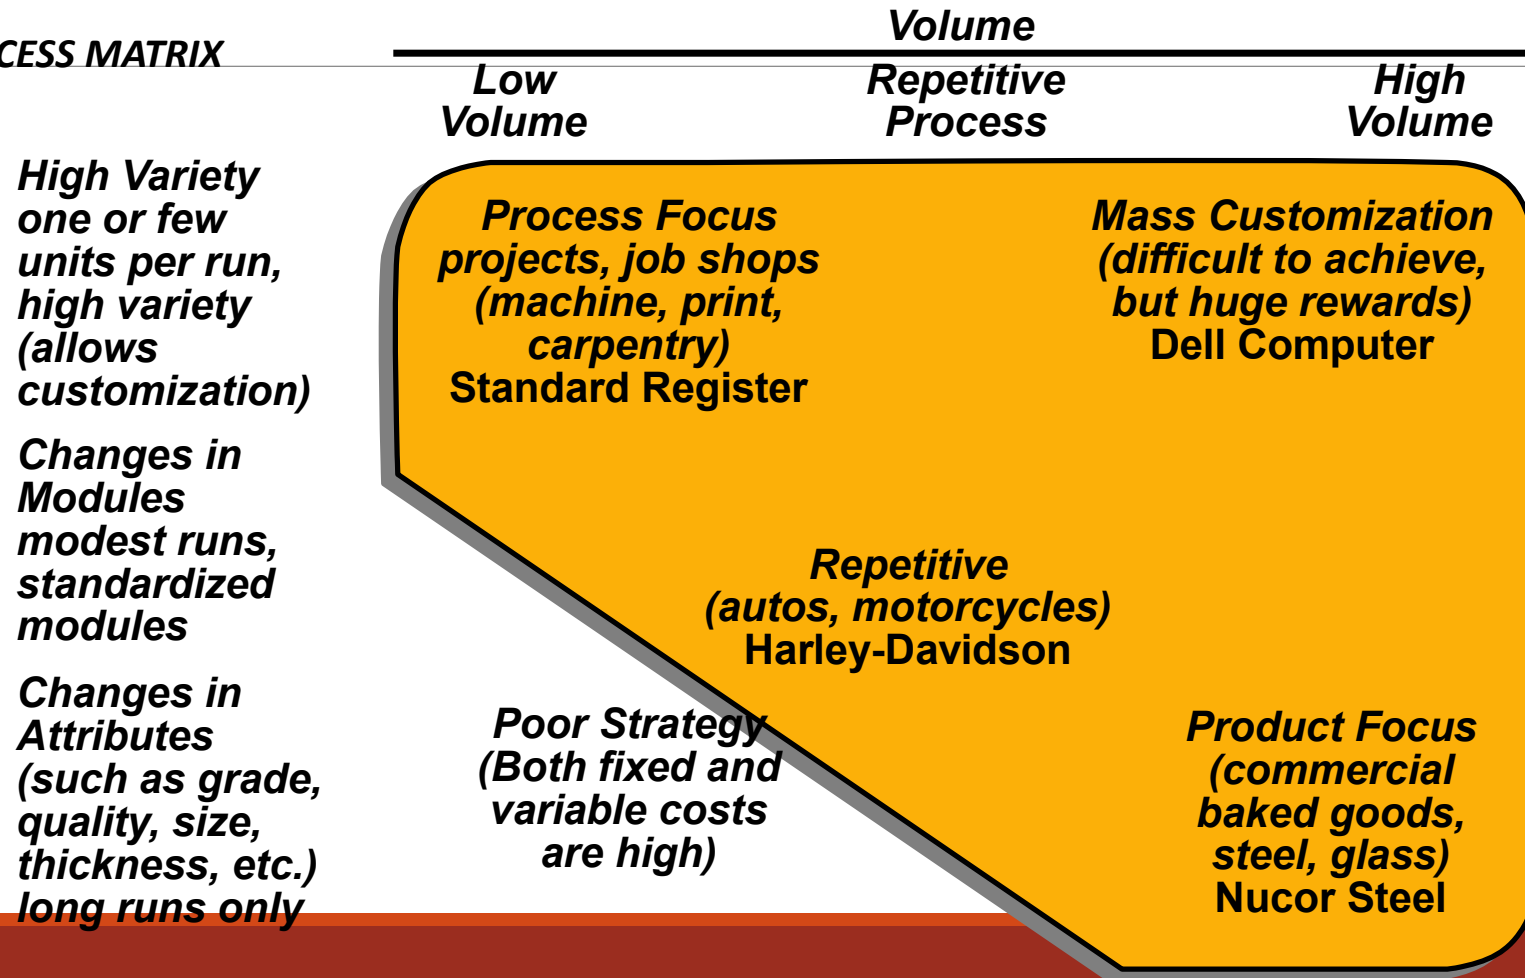 CESS MATRIX
Volume
Low
Volume
Repetitive
Process
High
Volume
High Variety
one or few
units per run,
high variety
(allows
customization)
Changes in
Modules
modest runs,
standardized
modules
Changes in
Attributes
(such as grade,
quality, size,
thickness, etc.)
long runs only
Process Focus
projects, job shops
(machine, print,
carpentry)
Standard Register
Mass Customization
(difficult to achieve,
but huge rewards)
Dell Computer
Repetitive
(autos, motorcycles)
Harley-Davidson
Poor Strategy
(Both fixed and
variable costs
are high)
Product Focus
(commercial
baked goods,
steel, glass)
Nucor Steel